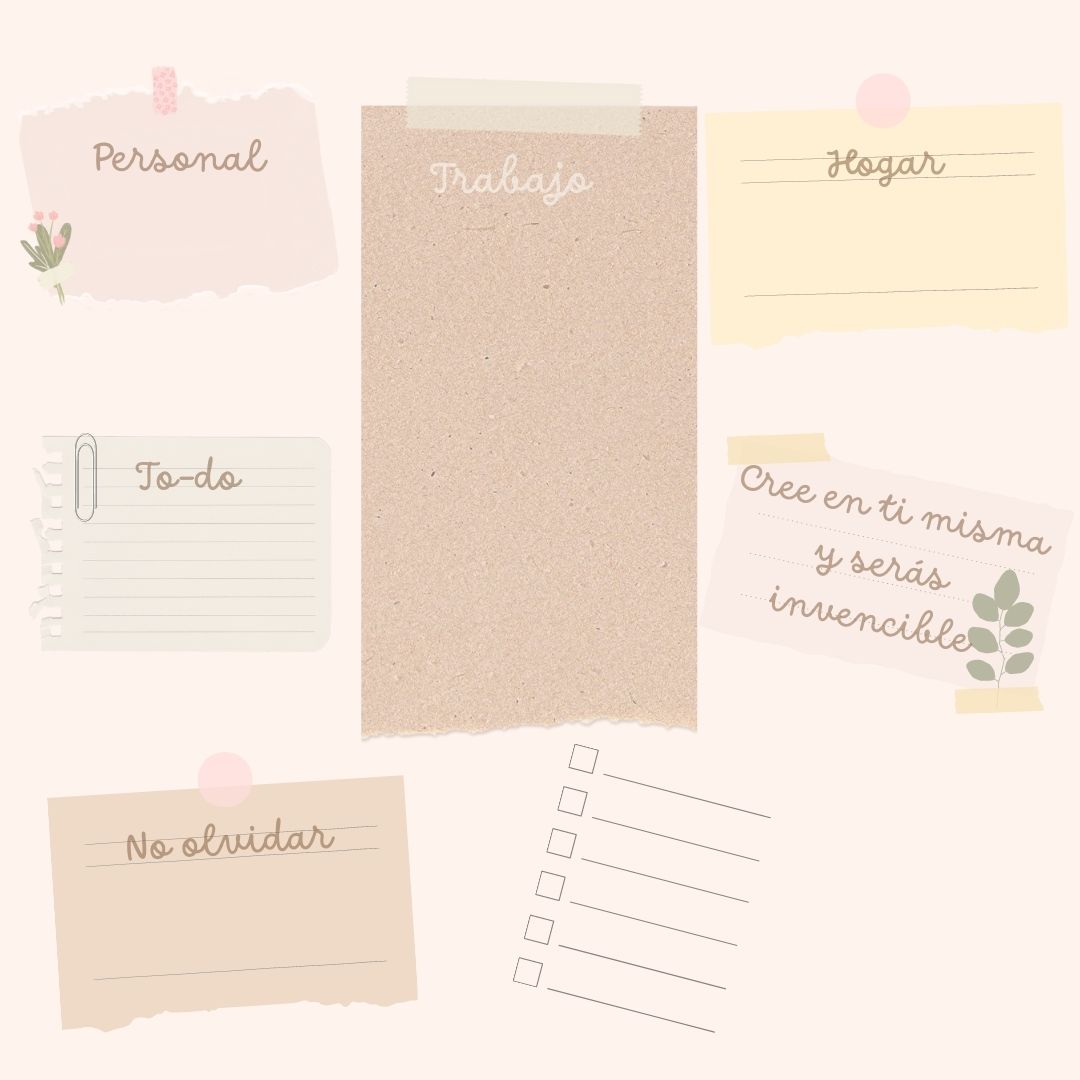 Personal
Trabajo
Hogar
To-do
Cree en ti misma
y serás
invencible
No olvidar